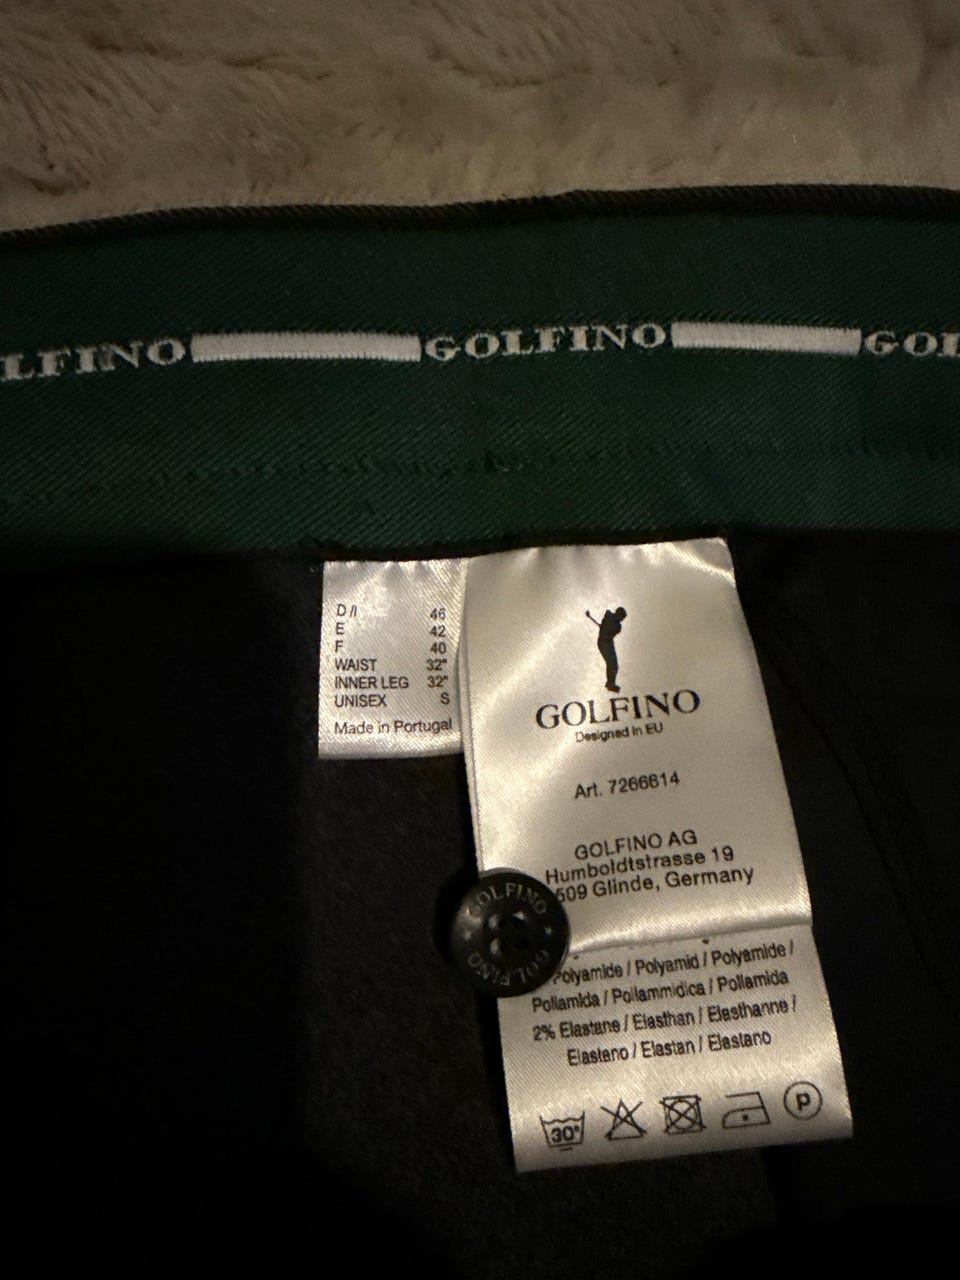 LFINO GOLFINO GOL
D/I 46
E 42
F 40
WAIST 32"
INNER LEG 32"
UNISEX S
Made in Portugal
GOLFINO
Designed in EU
Art. 7266614
GOLFINO AG
Humboldtstrasse 19
509 Glinde, Germany
GOLFINO
GOLFINO
Polyamide / Polyamid / Polyamide /
Poliamida / Poliammidica / Poliamida
2% Elastane / Elasthan / Elasthanne /
Elastano / Elastan / Elastano
30° P